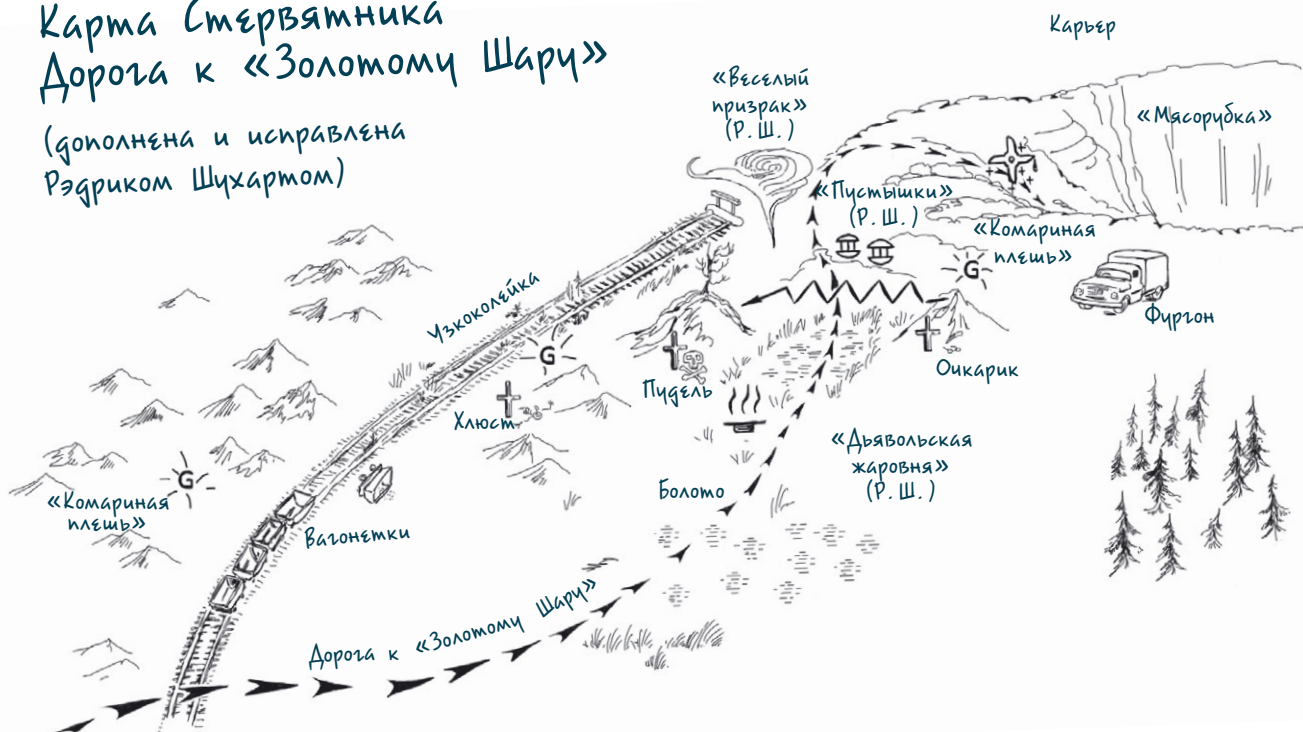 Карта Стервятника
Дорога к «Золотому Шару»
(дополнена и исправлена
Рэдриком Шухартом)
Карьер
«Веселый
призрак»
(Р. Ш.)
«Мясорубка»
«Пустышки»
(Р. Ш.)
«Комариная
плешь»
G
Фургон
Узкоколейка
G
Очкарик
Пудель
Хлюст
«Дьявольская
жаровня»
(Р. Ш.)
G
«Комариная
плешь»
Болото
Вагонетки
Дорога к «Золотому Шару»